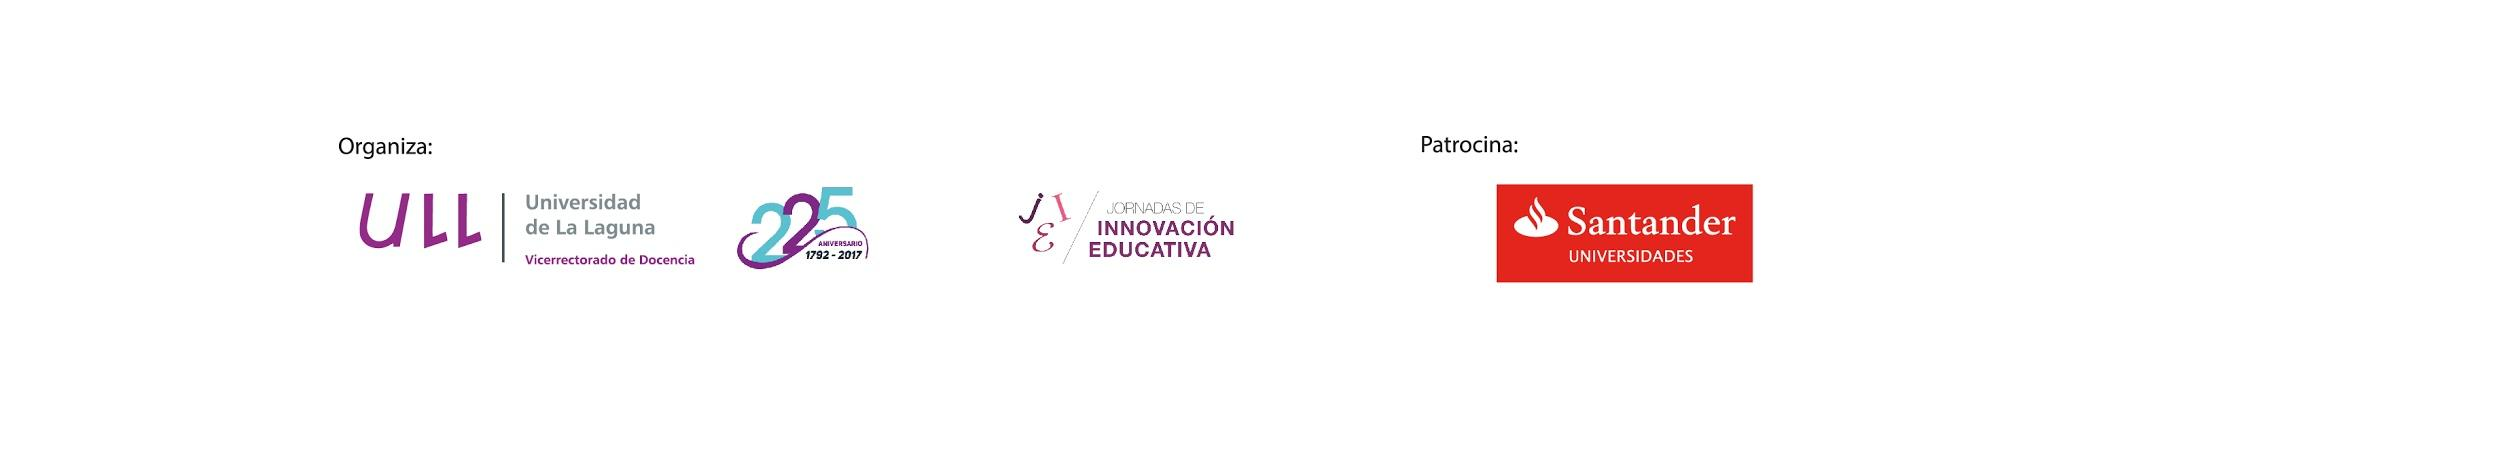 Organiza:
ULL
Universidad
de La Laguna
Vicerrectorado de Docencia
225
ANIVERSARIO
1792 - 2017
jIE
JORNADAS DE
INNOVACIÓN
EDUCATIVA
Patrocina:
Santander
UNIVERSIDADES